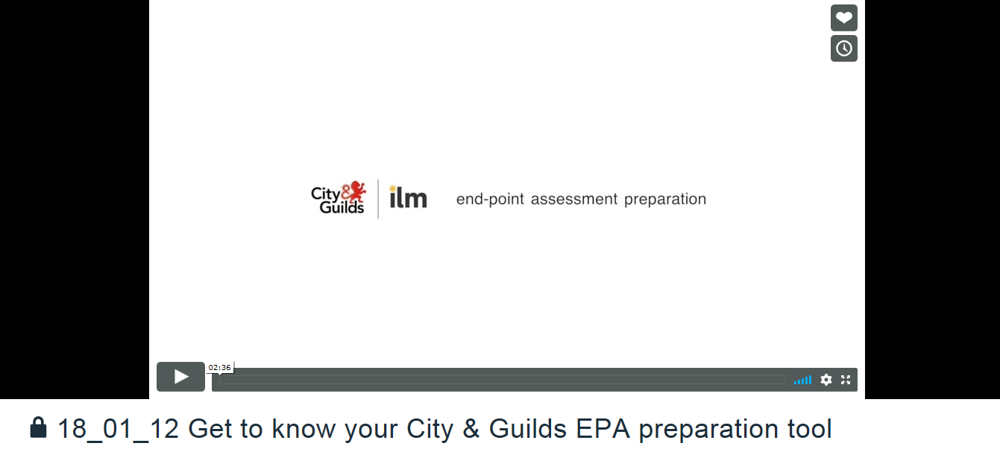 City&
Guilds
ilm
end-point assessment preparation
02:36
18_01_12 Get to know your City & Guilds EPA preparation tool